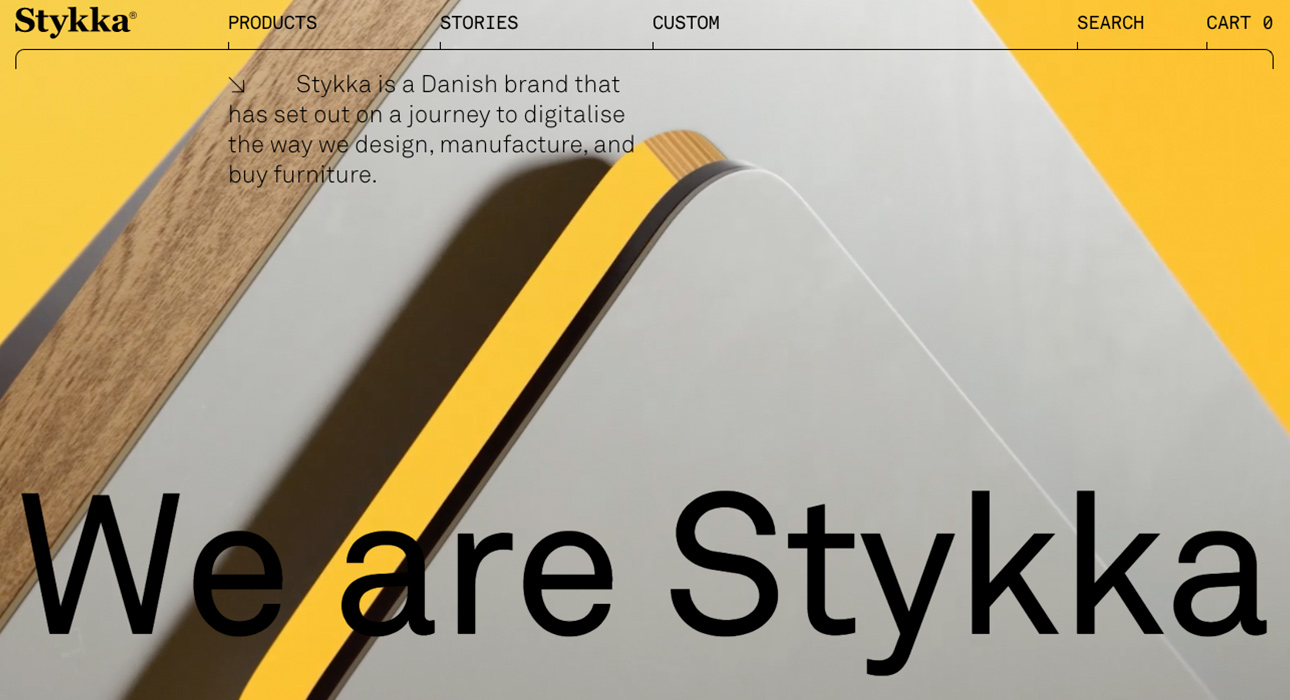 Stykka® PRODUCTS STORIES CUSTOM SEARCH CART 0
Stykka is a Danish brand that
has set out on a journey to digitalise
the way we design, manufacture, and
buy furniture.
We are Stykka